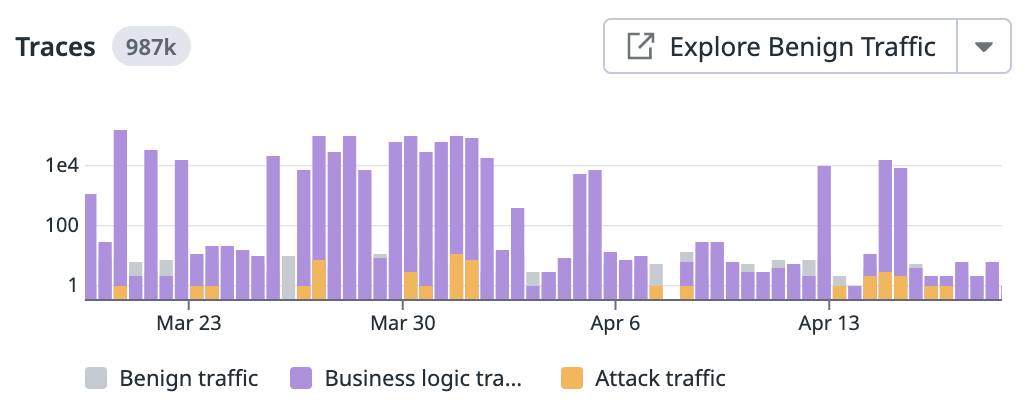 Traces 987k Explore Benign Traffic
1e4
100
1
Mar 23 Mar 30 Apr 6 Apr 13
Benign traffic Business logic tra... Attack traffic